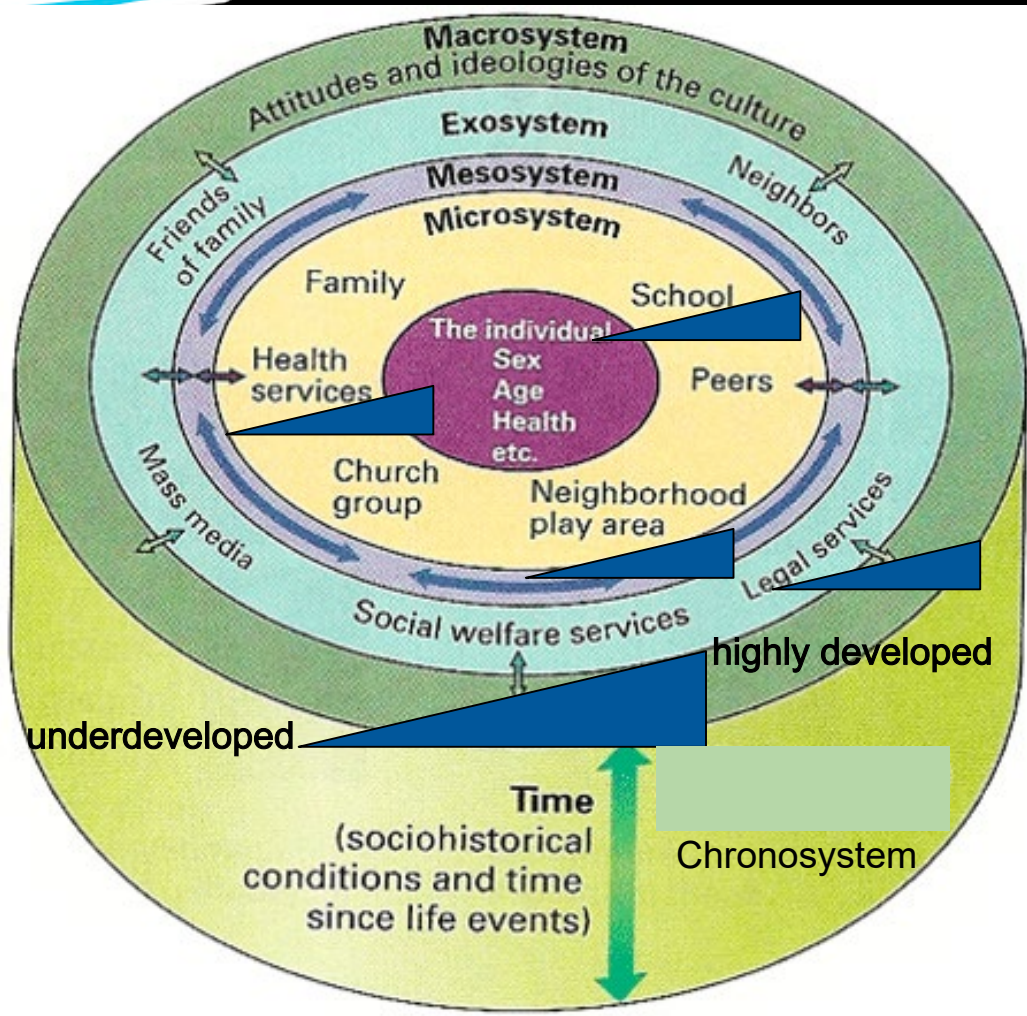 Macrosystem
Attitudes and ideologies of the culture
Exosystem
Mesosystem
Microsystem
Friends
of family
Neighbors
Family
School
The individual
Sex
Age
Health
etc.
Health
services
Peers
Church
group
Neighborhood
play area
Mass media
Legal services
Social welfare services
highly developed
underdeveloped
Time
(sociohistorical
conditions and time
since life events)
Chronosystem